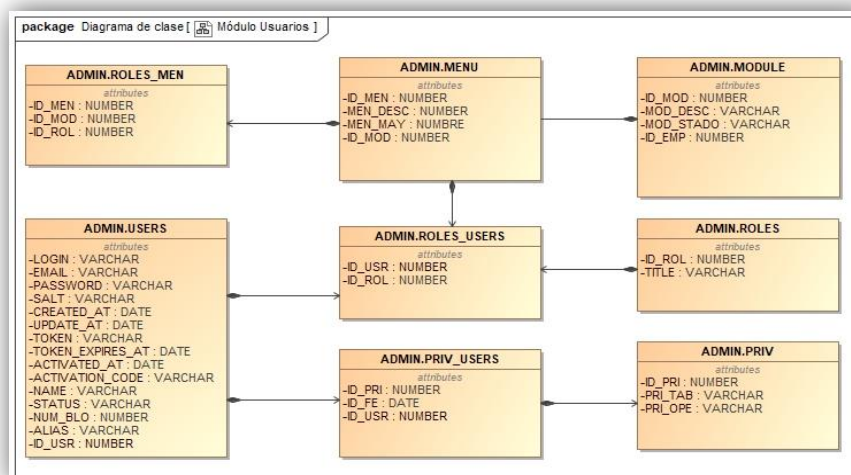 package Diagrama de clase [ Módulo Usuarios ]
ADMIN.ROLES_MEN
attributes
-ID_MEN : NUMBER
-ID_MOD : NUMBER
-ID_ROL : NUMBER
ADMIN.MENU
attributes
-ID_MEN : NUMBER
-MEN_DESC : NUMBER
-MEN_MAY : NUMBRE
-ID_MOD : NUMBER
ADMIN.MODULE
attributes
-ID_MOD : NUMBER
-MOD_DESC : VARCHAR
-MOD_STADO : VARCHAR
-ID_EMP : NUMBER
ADMIN.USERS
attributes
-LOGIN : VARCHAR
-EMAIL : VARCHAR
-PASSWORD : VARCHAR
-SALT : VARCHAR
-CREATED_AT : DATE
-UPDATE_AT : DATE
-TOKEN : VARCHAR
-TOKEN_EXPIRES_AT : DATE
-ACTIVATED_AT : DATE
-ACTIVATION_CODE : VARCHAR
-NAME : VARCHAR
-STATUS : VARCHAR
-NUM_BLO : NUMBER
-ALIAS : VARCHAR
-ID_USR : NUMBER
ADMIN.ROLES_USERS
attributes
-ID_USR : NUMBER
-ID_ROL : NUMBER
ADMIN.ROLES
attributes
-ID_ROL : NUMBER
-TITLE : VARCHAR
ADMIN.PRIV_USERS
attributes
-ID_PRI : NUMBER
-ID_FE : DATE
-ID_USR : NUMBER
ADMIN.PRIV
attributes
-ID_PRI : NUMBER
-PRI_TAB : VARCHAR
-PRI_OPE : VARCHAR